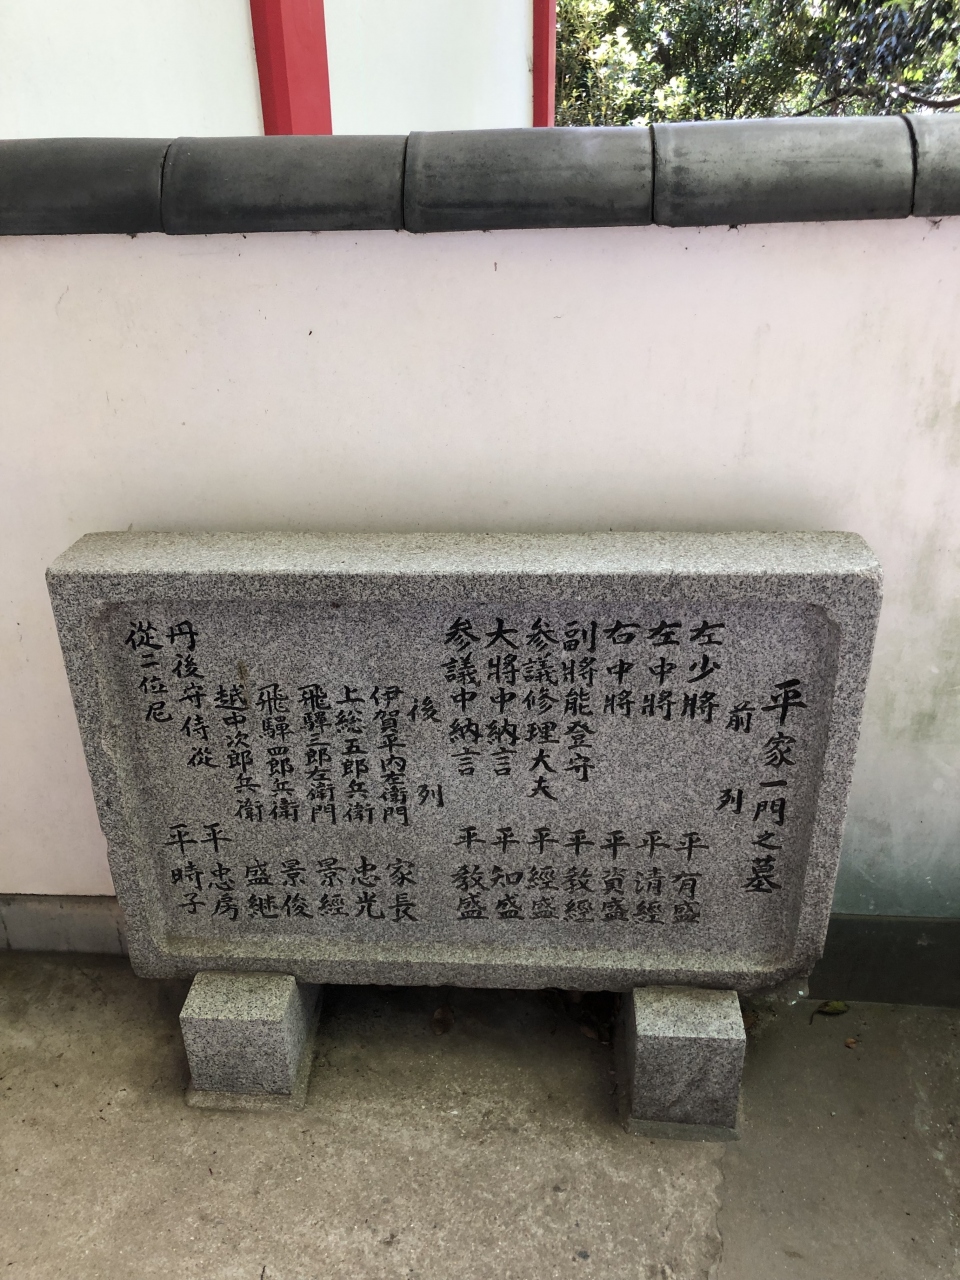 平家一門之墓
前列
左少將 平有盛
左中將 平清經
右中將 平資盛
副將能登守 平教經
参議修理大夫 平經盛
大將中納言 平知盛
参議中納言 平教盛
後列
伊賀平内左衛門 家長
上総五郎兵衛 忠光
飛驒三郎左衛門 景經
飛驒四郎兵衛 景俊
越中次郎兵衛 盛継
丹後守侍従 平忠房
從二位尼 平時子